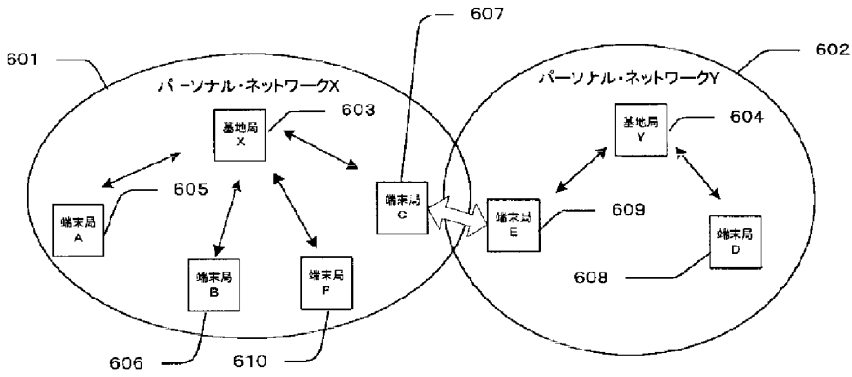 607
601
602
パーソナル・ネットワークX
パーソナル・ネットワークY
基地局
X
603
基地局
Y
604
端末局
A
605
端末局
C
端末局
E
609
端末局
D
608
端末局
B
端末局
F
606
610